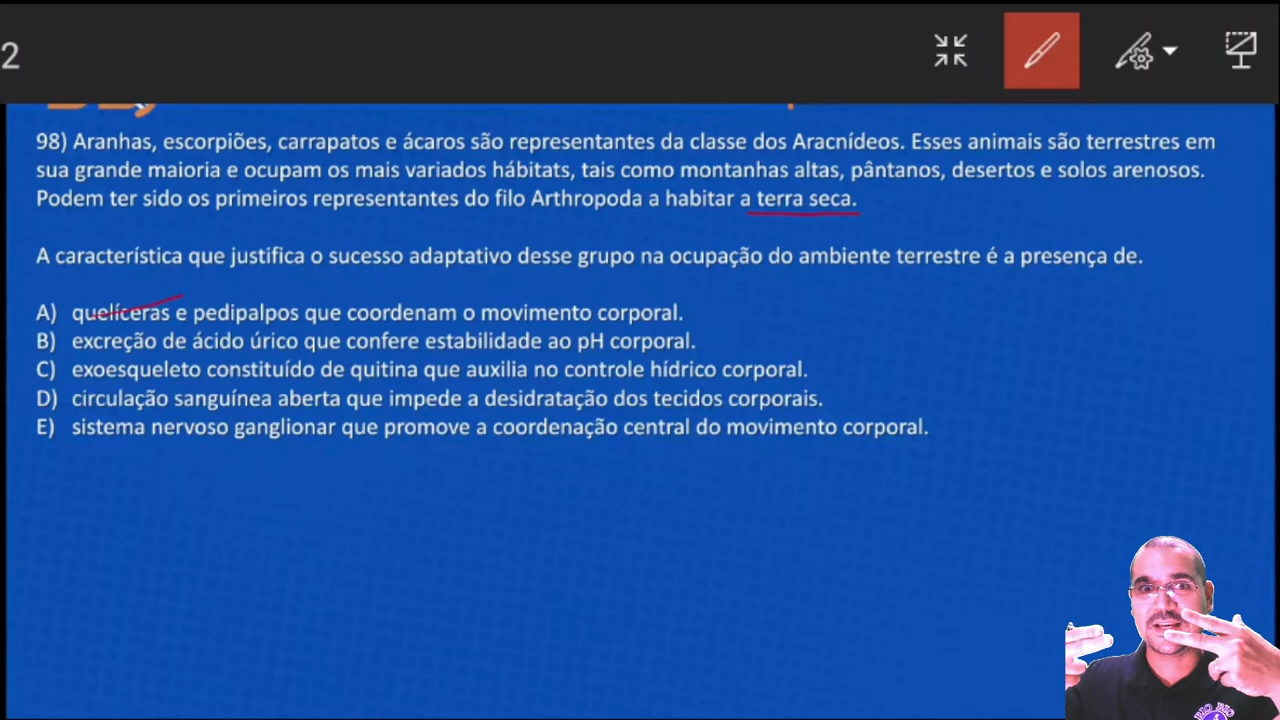 2
98) Aranhas, escorpiões, carrapatos e ácaros são representantes da classe dos Aracnídeos. Esses animais são terrestres em
sua grande maioria e ocupam os mais variados hábitats, tais como montanhas altas, pântanos, desertos e solos arenosos.
Podem ter sido os primeiros representantes do filo Arthropoda a habitar a terra seca.
A característica que justifica o sucesso adaptativo desse grupo na ocupação do ambiente terrestre é a presença de.
A) quelíceras e pedipalpos que coordenam o movimento corporal.
B) excreção de ácido úrico que confere estabilidade ao pH corporal.
C) exoesqueleto constituído de quitina que auxilia no controle hídrico corporal.
D) circulação sanguínea aberta que impede a desidratação dos tecidos corporais.
E) sistema nervoso ganglionar que promove a coordenação central do movimento corporal.